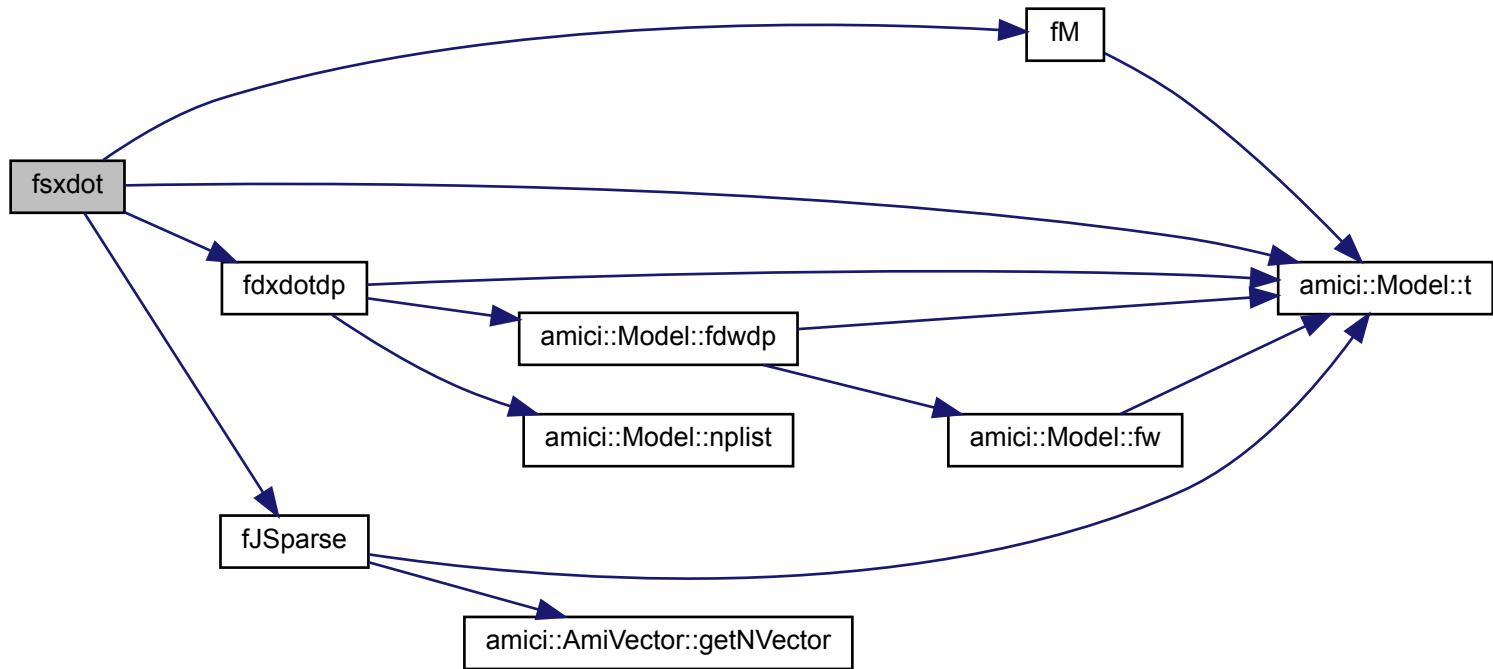 fM
fsxdot
fdxdotdp
amici::Model::t
amici::Model::fdwdp
amici::Model::nplist
amici::Model::fw
fJSparse
amici::AmiVector::getNVector